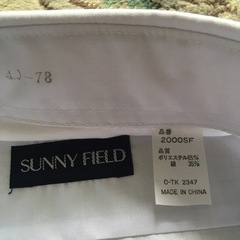 42-78
SUNNY FIELD
品番
2000SF
品質
ポリエステル65%
綿 35%
C-TK 2347
MADE IN CHINA